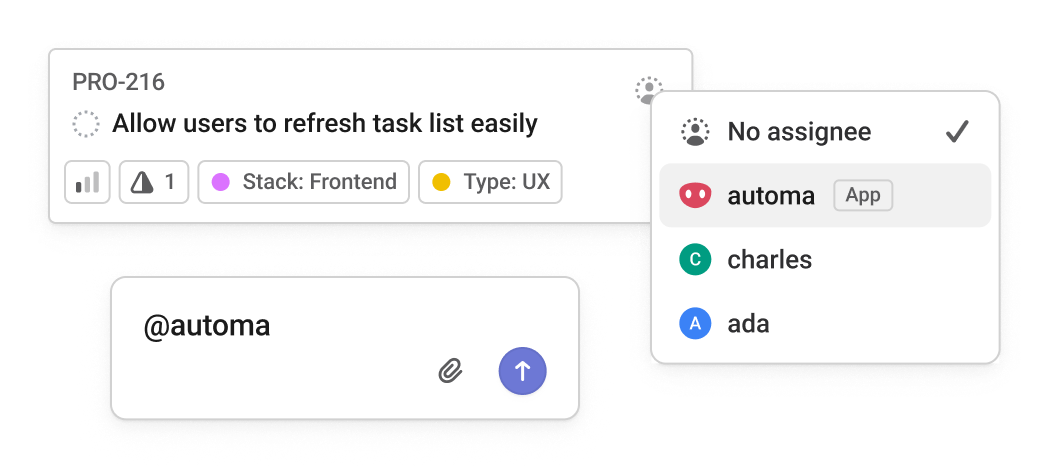 PRO-216
Allow users to refresh task list easily
1
Stack: Frontend
Type: UX
No assignee
automa App
C charles
A ada
@automa